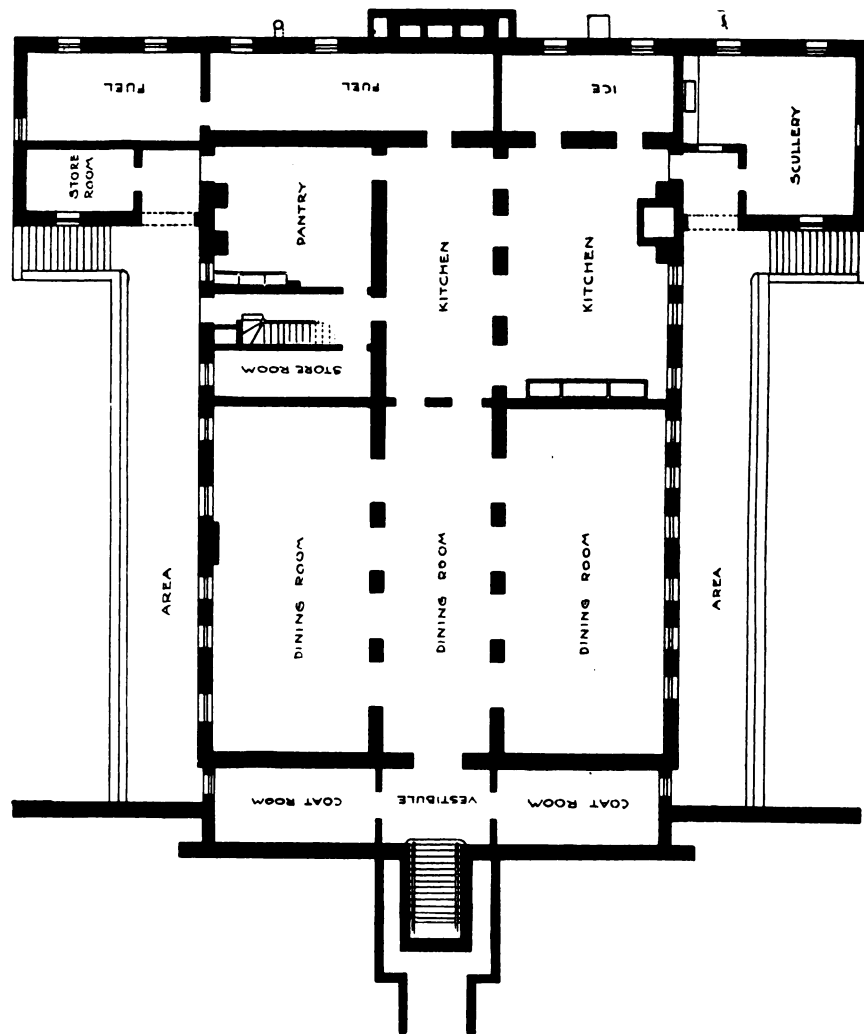 FUEL
FUEL
ICE
STORE
ROOM
PANTRY
KITCHEN
KITCHEN
SCULLERY
STORE ROOM
AREA
DINING ROOM
DINING ROOM
DINING ROOM
AREA
COAT ROOM
VESTIBULE
COAT ROOM